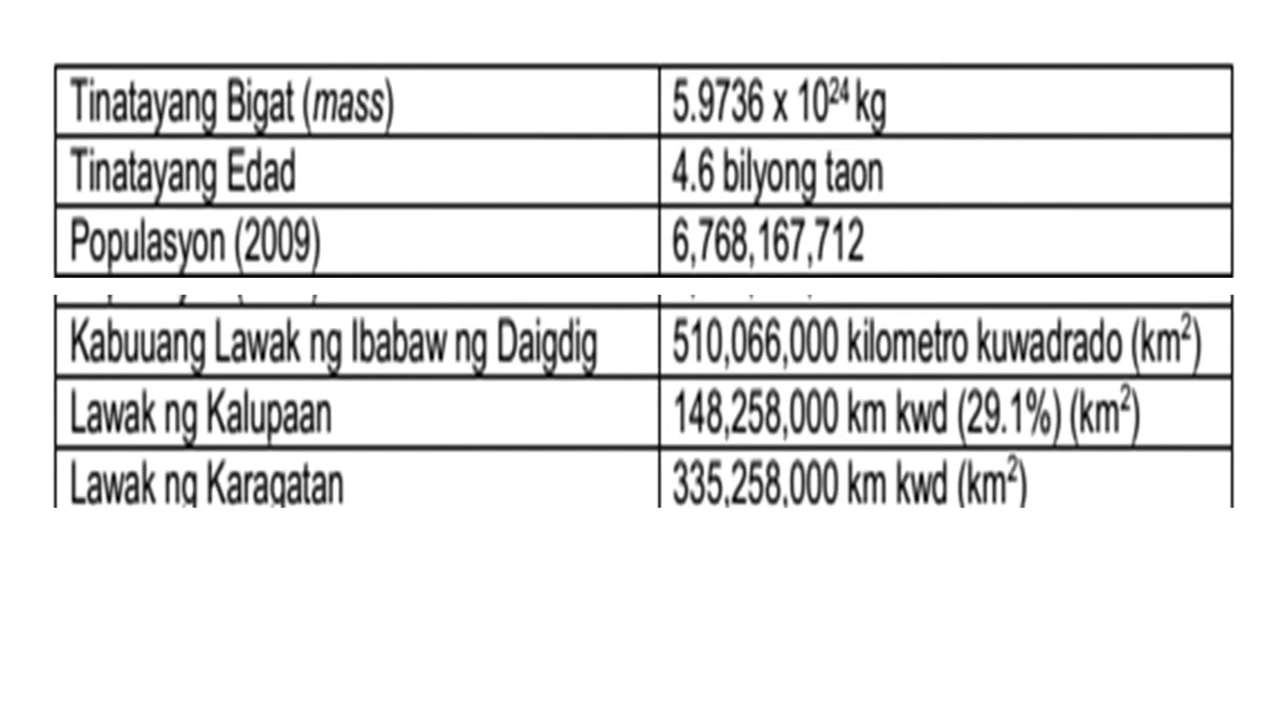 Tinatayang Bigat (mass) 5.9736 x 10²⁴ kg
Tinatayang Edad 4.6 bilyong taon
Populasyon (2009) 6,768,167,712
Kabuuang Lawak ng Ibabaw ng Daigdig 510,066,000 kilometro kuwadrado (km²)
Lawak ng Kalupaan 148,258,000 km kwd (29.1%) (km²)
Lawak ng Karagatan 335,258,000 km kwd (km²)